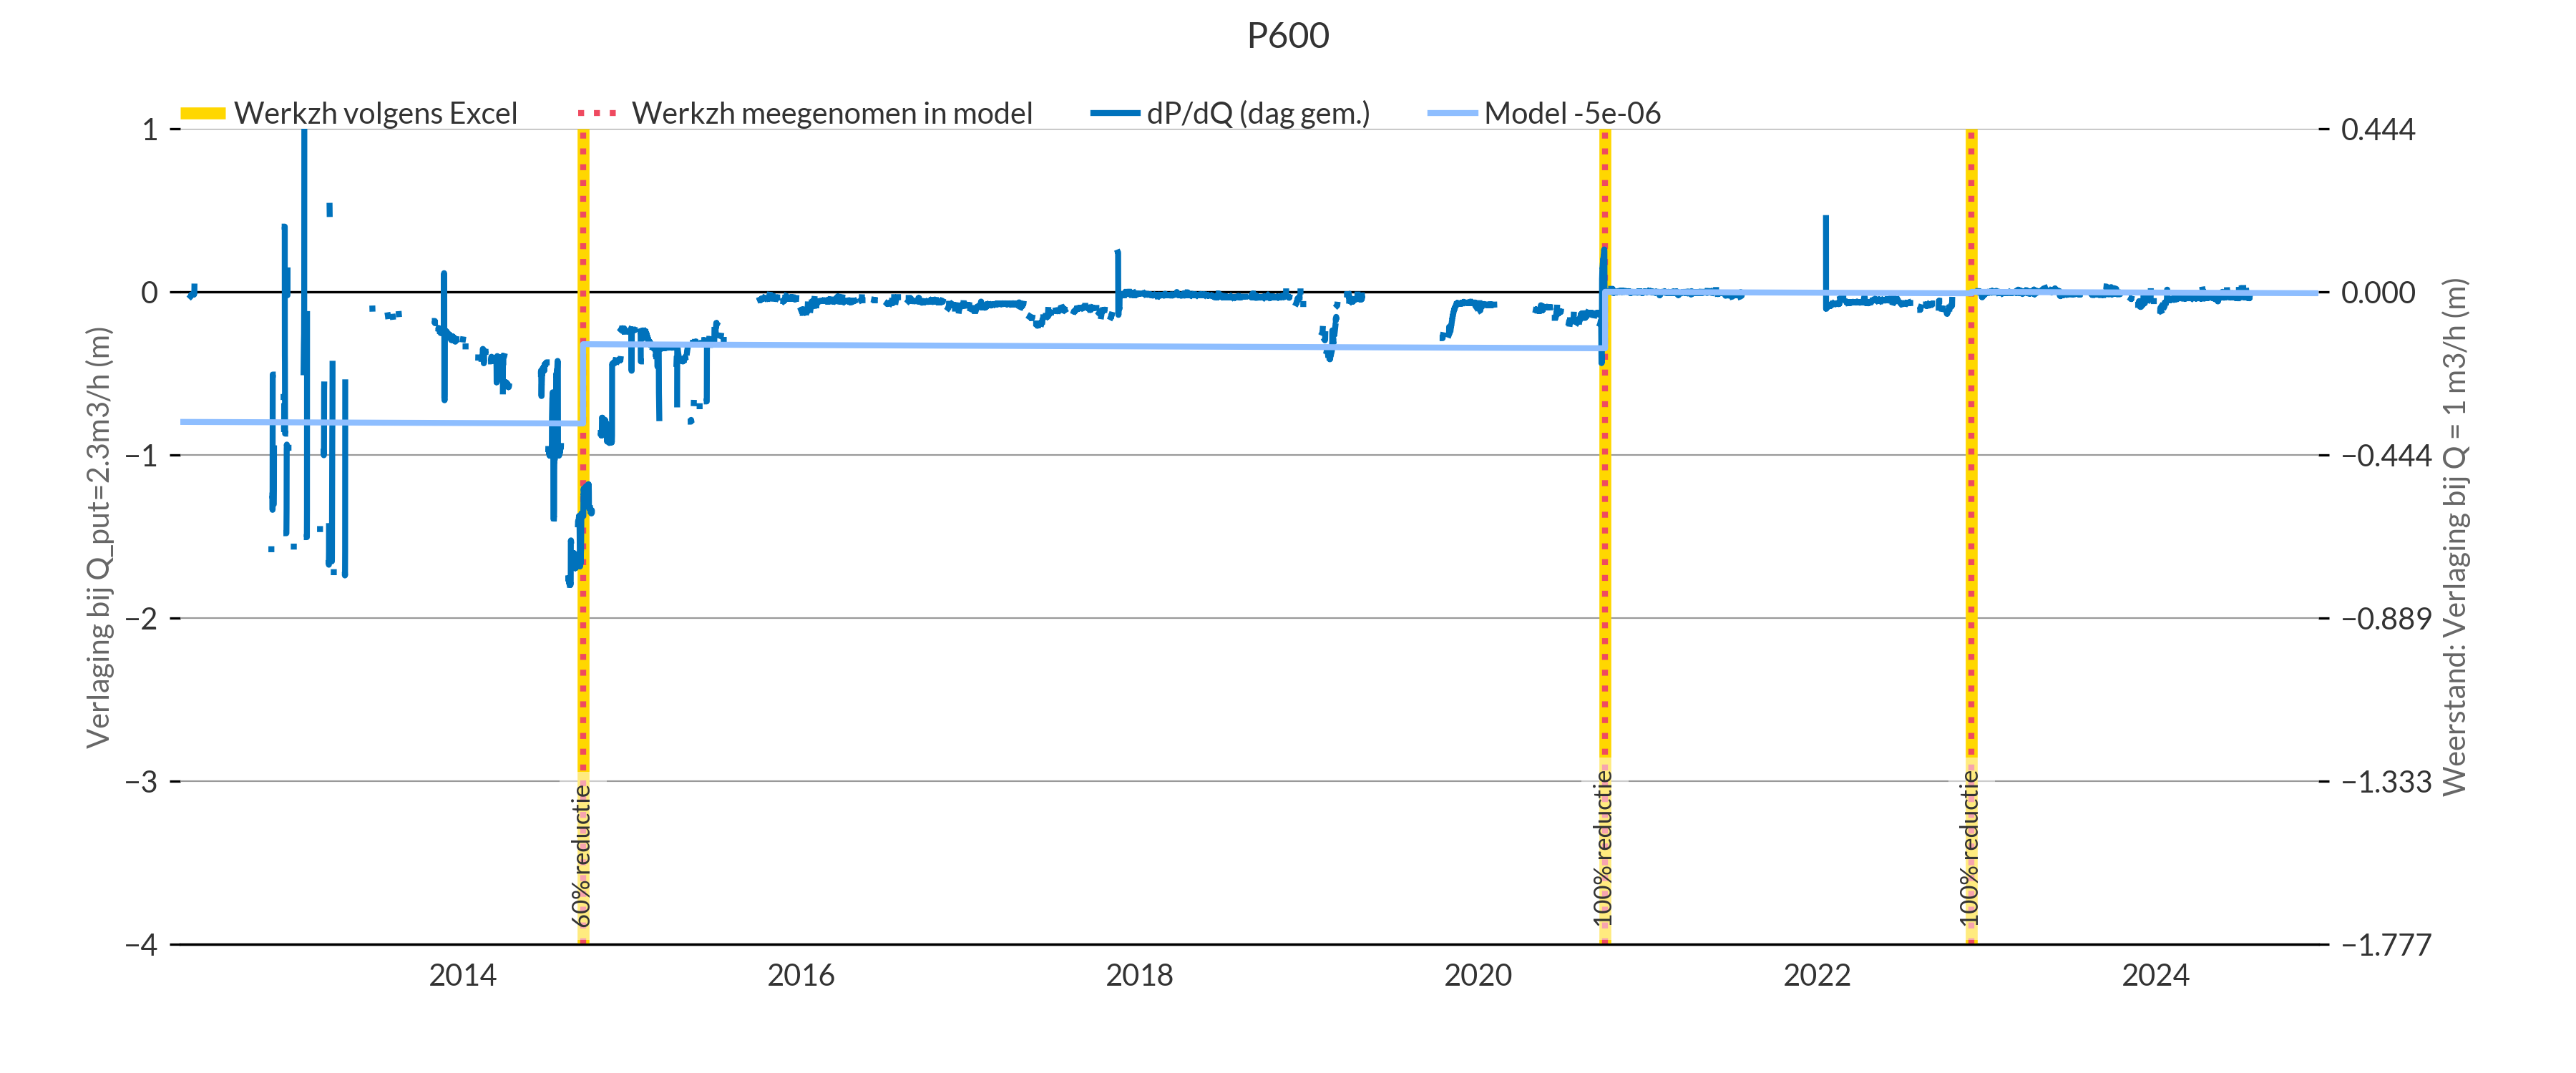 P600
Werkzh volgens Excel
Werkzh meegenomen in model
dP/dQ (dag gem.)
Model -5e-06
1
0
−1
−2
−3
−4
Verlaging bij Q_put=2.3m3/h (m)
0.444
0.000
−0.444
−0.889
−1.333
−1.777
Weerstand: Verlaging bij Q = 1 m3/h (m)
60% reductie
100% reductie
100% reductie
2014
2016
2018
2020
2022
2024